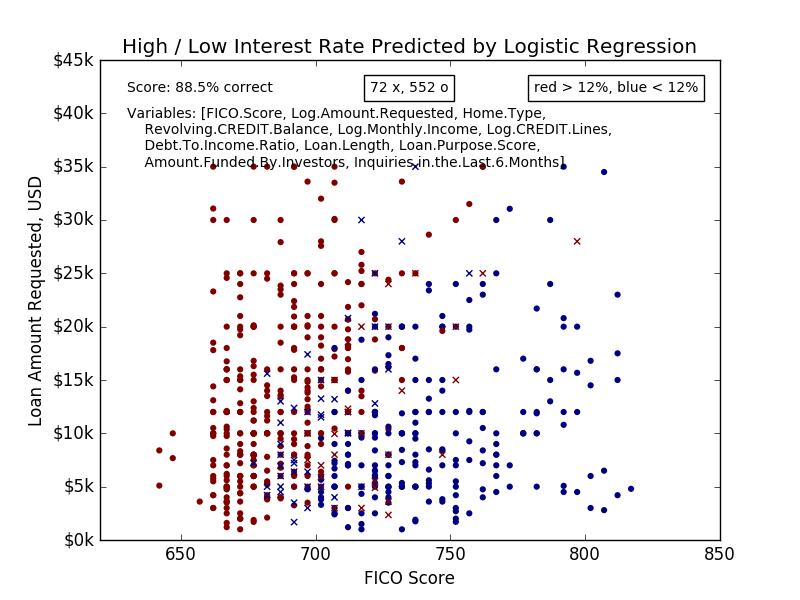 High / Low Interest Rate Predicted by Logistic Regression
$45k
Score: 88.5% correct
72 x, 552 o
red > 12%, blue < 12%
Variables: [FICO.Score, Log.Amount.Requested, Home.Type,
Revolving.CREDIT.Balance, Log.Monthly.Income, Log.CREDIT.Lines,
Debt.To.Income.Ratio, Loan.Length, Loan.Purpose.Score,
Amount.Funded.By.Investors, Inquiries.in.the.Last.6.Months]
$40k
$35k
$30k
$25k
$20k
$15k
$10k
$5k
$0k
Loan Amount Requested, USD
650
700
750
800
850
FICO Score